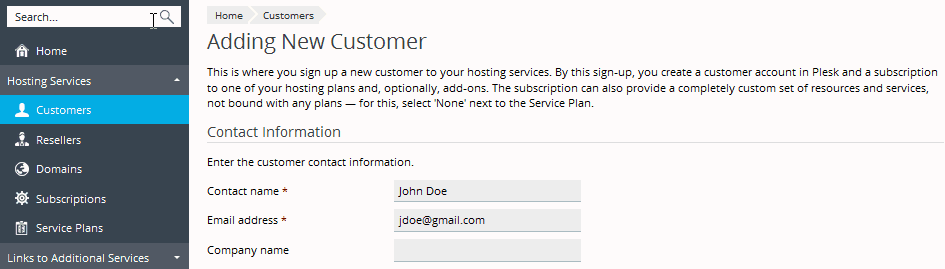 Search...
Home
Hosting Services
Customers
Resellers
Domains
Subscriptions
Service Plans
Links to Additional Services
Home Customers
Adding New Customer
This is where you sign up a new customer to your hosting services. By this sign-up, you create a customer account in Plesk and a subscription
to one of your hosting plans and, optionally, add-ons. The subscription can also provide a completely custom set of resources and services,
not bound with any plans — for this, select 'None' next to the Service Plan.
Contact Information
Enter the customer contact information.
Contact name * John Doe
Email address * jdoe@gmail.com
Company name